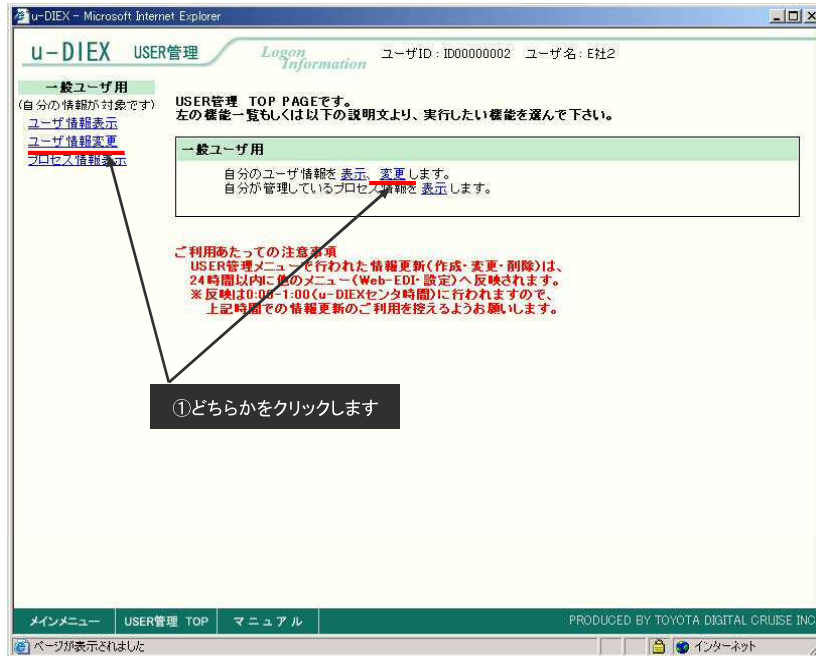 u-DIEX - Microsoft Internet Explorer
u-DIEX USER管理 Logon Information ユーザID : ID00000002 ユーザ名 : E社2
一般ユーザ用
(自分の情報が対象です)
ユーザ情報表示
ユーザ情報変更
プロセス情報表示
USER管理 TOP PAGEです。
左の機能一覧もしくは以下の説明文より、実行したい機能を選んで下さい。
一般ユーザ用
自分のユーザ情報を 表示、変更します。
自分が管理しているプロセス情報を 表示します。
ご利用あたっての注意事項
USER管理メニューで行われた情報更新(作成・変更・削除)は、
24時間以内に他のメニュー(Web-EDI・設定)へ反映されます。
※反映は0:00-1:00(u-DIEXセンタ時間)に行われますので、
上記時間での情報更新のご利用を控えるようお願いします。
①どちらかをクリックします
メインメニュー USER管理 TOP マニュアル PRODUCED BY TOYOTA DIGITAL CRUISE INC
ページが表示されました インターネット